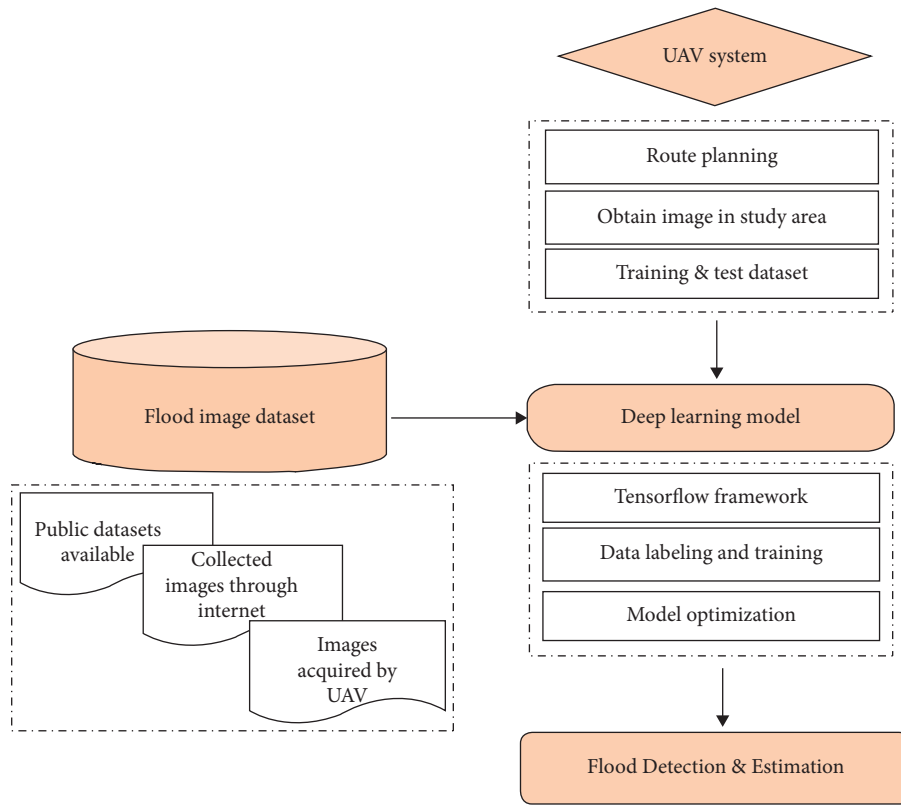 UAV system
Route planning
Obtain image in study area
Training & test dataset
Flood image dataset
Deep learning model
Public datasets
available
Collected
images through
internet
Images
acquired by
UAV
Tensorflow framework
Data labeling and training
Model optimization
Flood Detection & Estimation